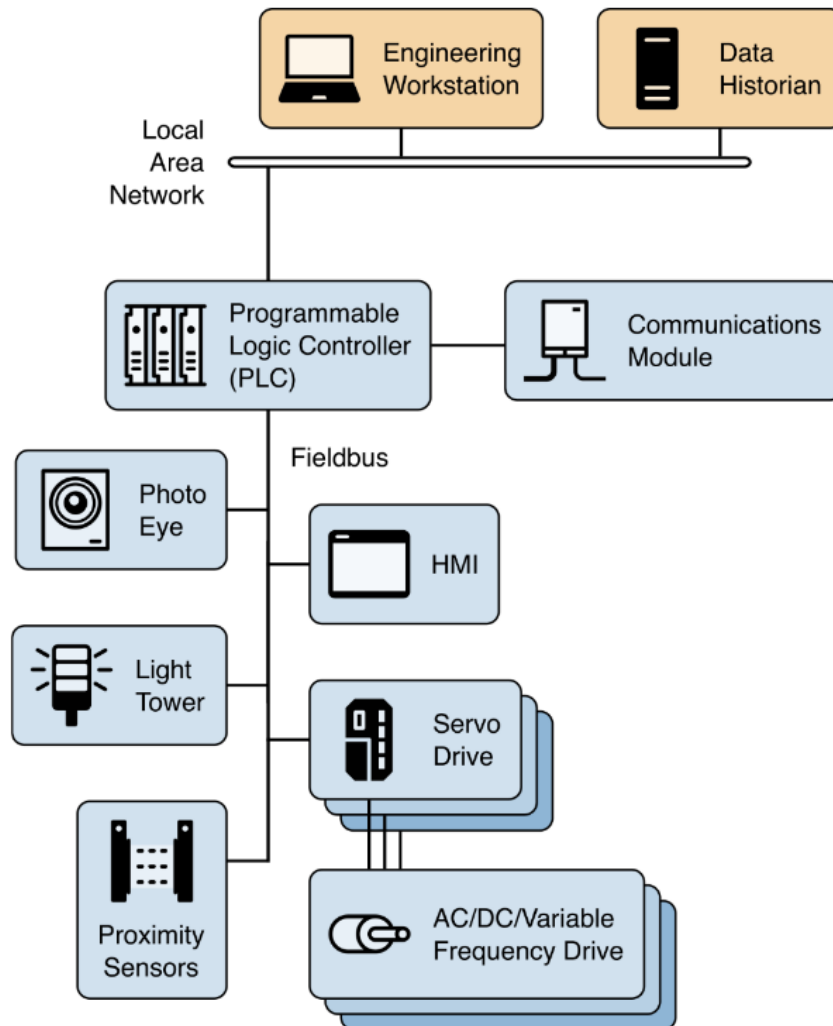 Engineering
Workstation
Data
Historian
Local
Area
Network
Programmable
Logic Controller
(PLC)
Communications
Module
Fieldbus
Photo
Eye
HMI
Light
Tower
Servo
Drive
Proximity
Sensors
AC/DC/Variable
Frequency Drive